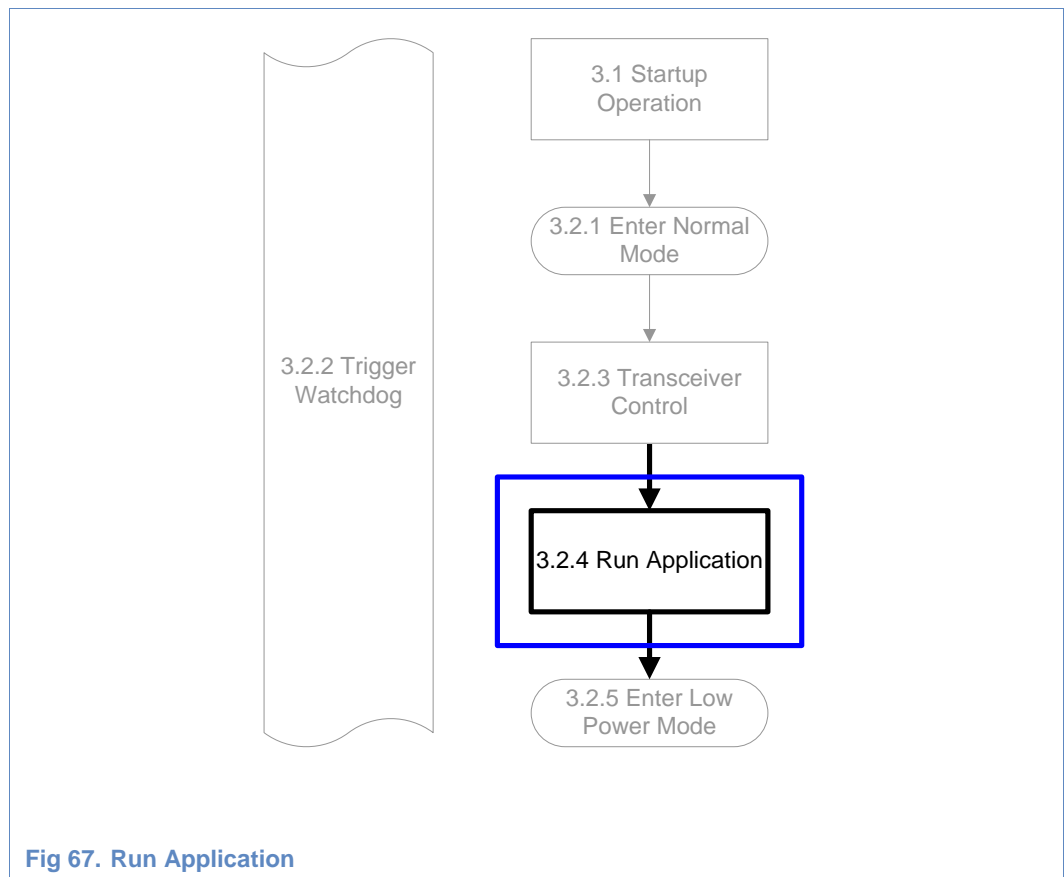 3.1 Startup
Operation
3.2.1 Enter Normal
Mode
3.2.2 Trigger
Watchdog
3.2.3 Transceiver
Control
3.2.4 Run Application
3.2.5 Enter Low
Power Mode
Fig 67. Run Application